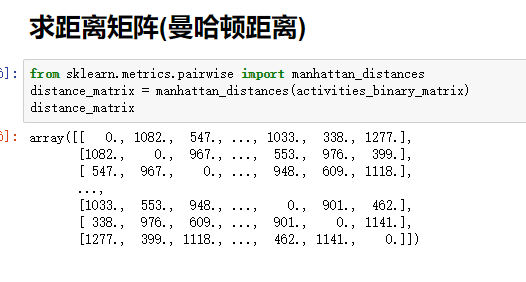 求距离矩阵(曼哈顿距离)
]: from sklearn.metrics.pairwise import manhattan_distances
distance_matrix = manhattan_distances(activities_binary_matrix)
distance_matrix
]: array([[   0., 1082.,  547., ..., 1033.,  338., 1277.],
[1082.,    0.,  967., ...,  553.,  976.,  399.],
[ 547.,  967.,    0., ...,  948.,  609., 1118.],
...,
[1033.,  553.,  948., ...,    0.,  901.,  462.],
[ 338.,  976.,  609., ...,  901.,    0., 1141.],
[1277.,  399., 1118., ...,  462., 1141.,    0.]])